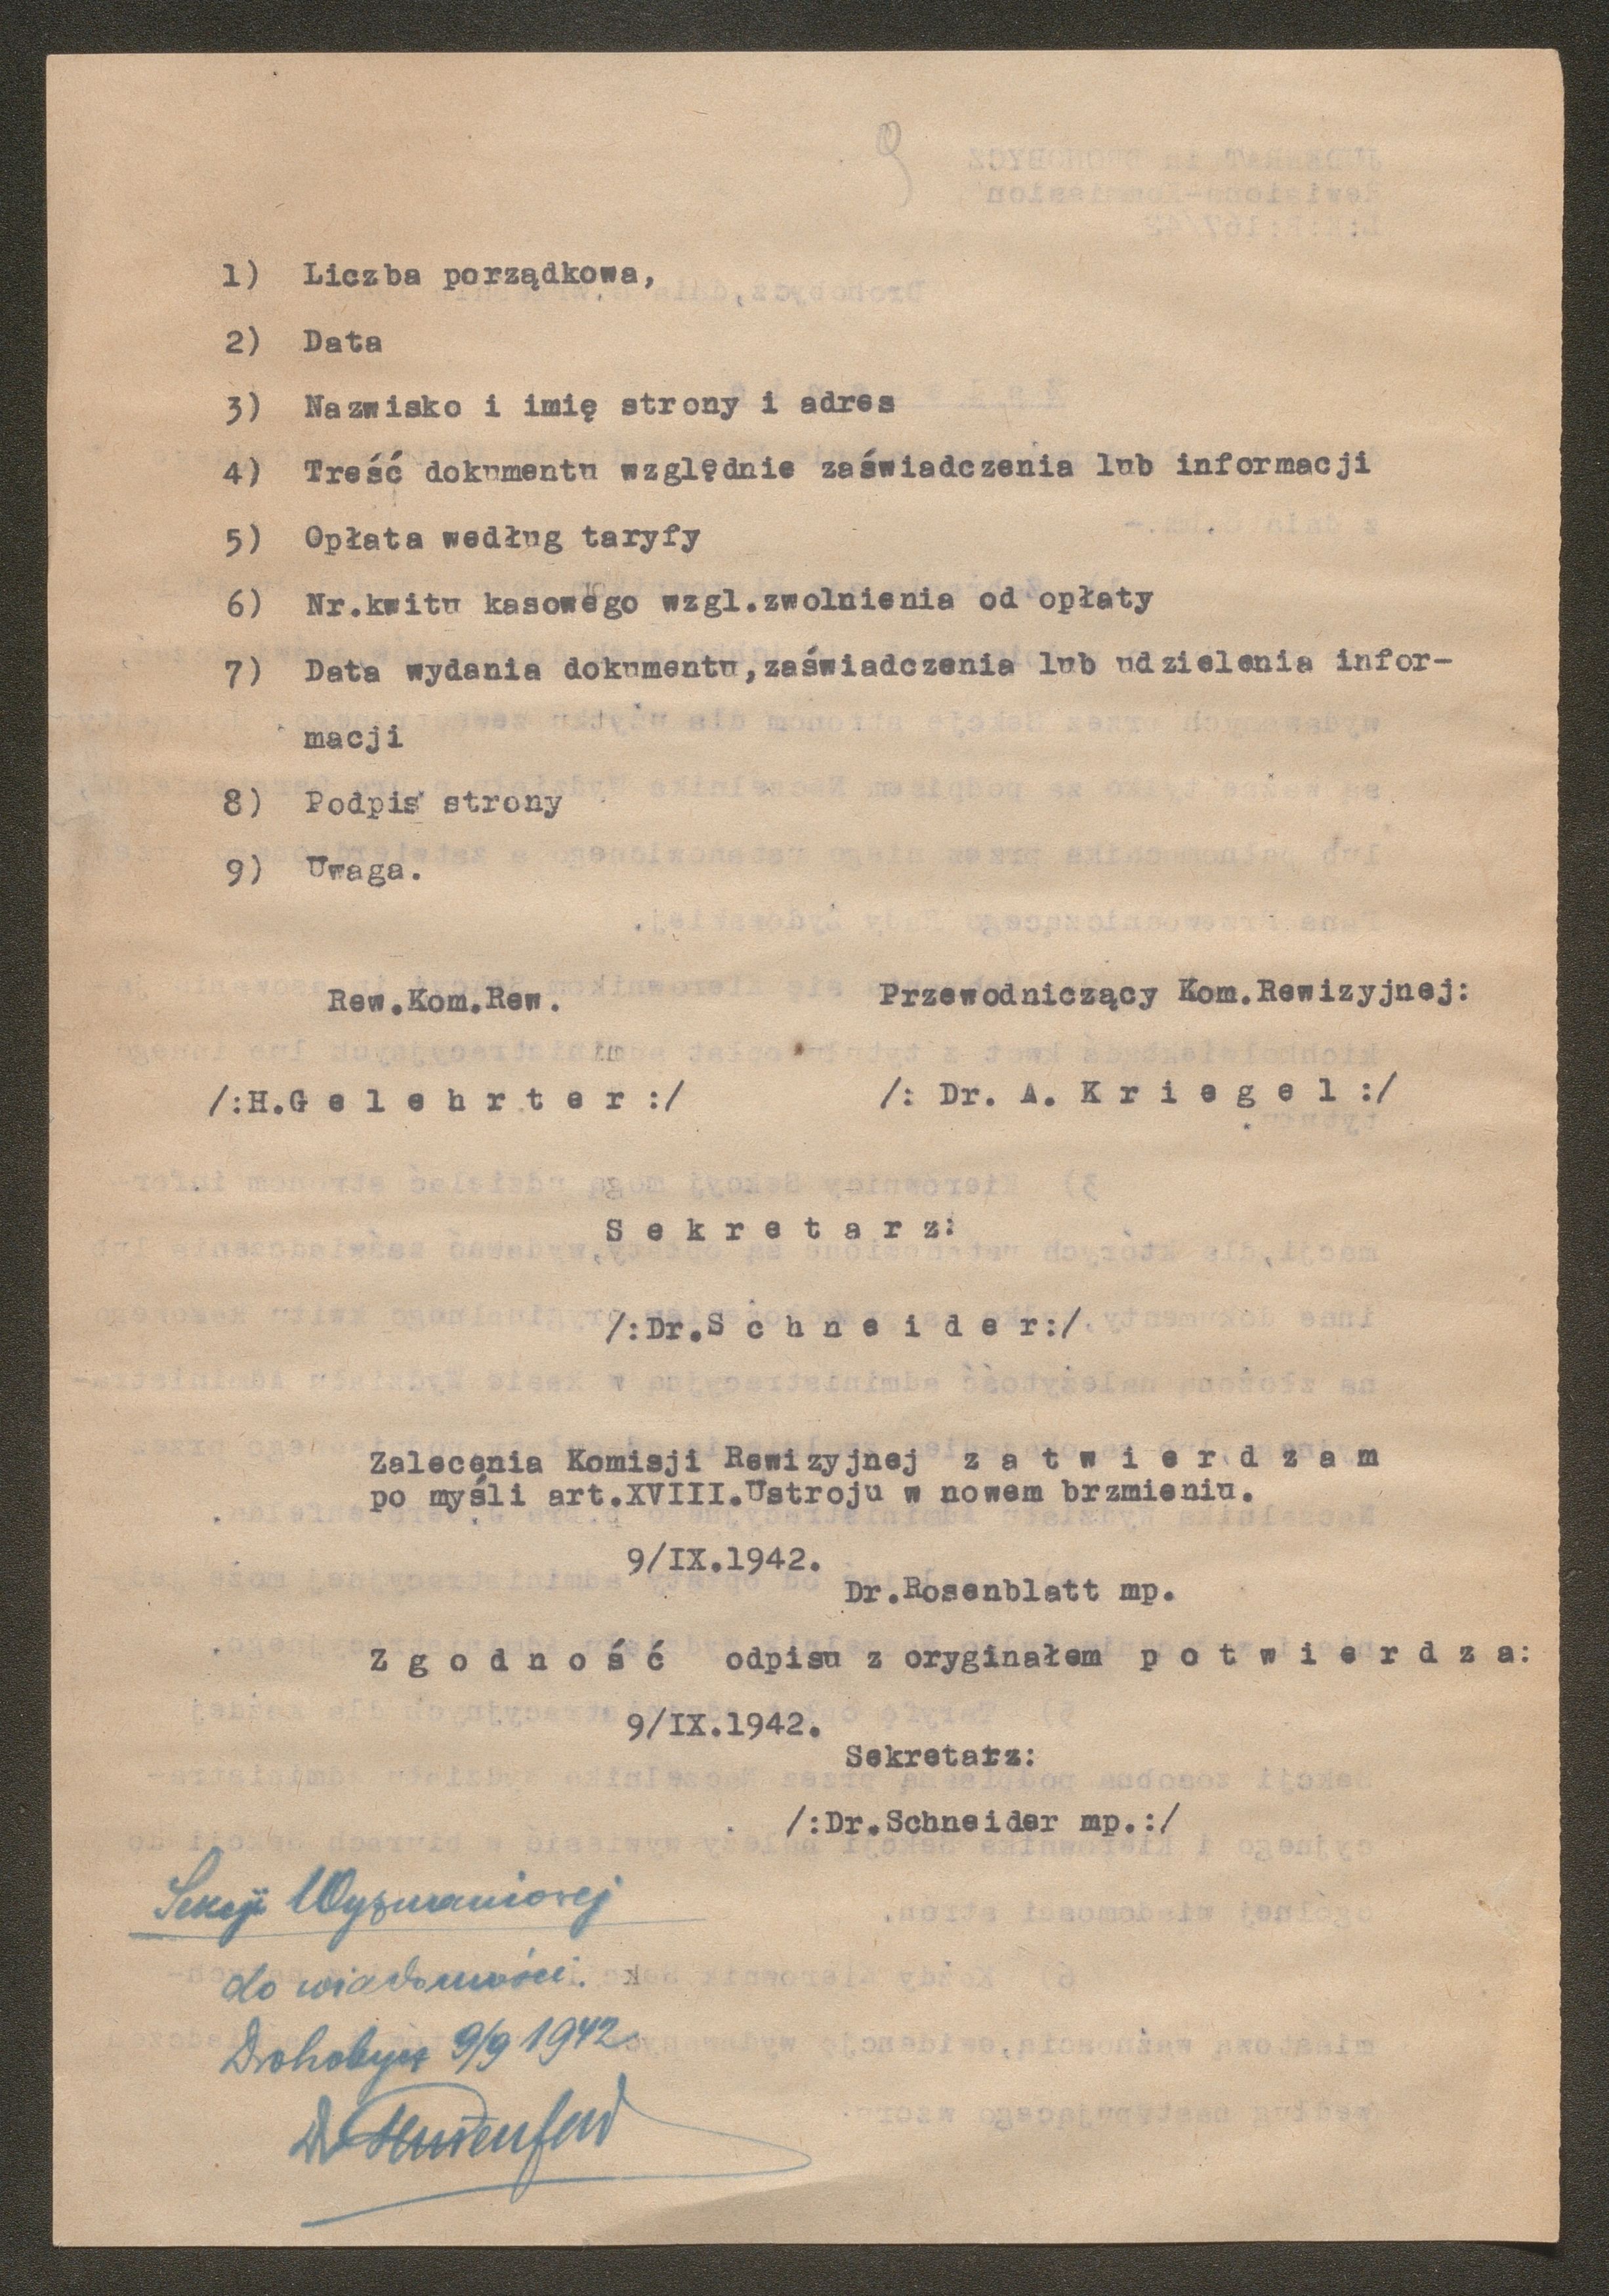 9
1) Liczba porządkowa,
2) Data
3) Nazwisko i imię strony i adres
4) Treść dokumentu względnie zaświadczenia lub informacji
5) Opłata według taryfy
6) Nr.kwitu kasowego wzgl.zwolnienia od opłaty
7) Data wydania dokumentu,zaświadczenia lub udzielenia infor-
macji
8) Podpis strony
9) Uwaga.
Rew.Kom.Rew. Przewodniczący Kom.Rewizyjnej:
/:H.G e l e h r t e r :/ /: Dr. A. K r i e g e l :/
S e k r e t a r z:
/:Dr.S c h n e i d e r:/
Zalecenia Komisji Rewizyjnej z a t w i e r d z a m
po myśli art.XVIII.Ustroju w nowem brzmieniu.
9/IX.1942.
Dr.Rosenblatt mp.
Z g o d n o ś ć odpisu z oryginałem p o t w i e r d z a:
9/IX.1942.
Sekretarz:
/:Dr.Schneider mp.:/
Sekcji Wyznaniowej
do wiadomości.
Drohobycz 9/9 1942.
Dr